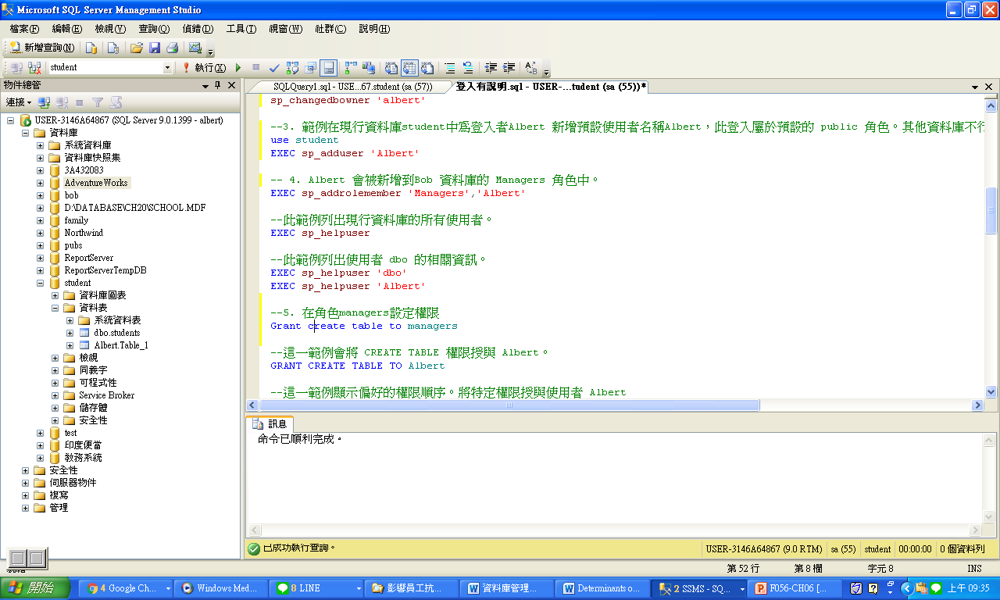 Microsoft SQL Server Management Studio
檔案(F) 編輯(E) 檢視(V) 查詢(Q) 偵錯(D) 工具(T) 視窗(W) 社群(C) 說明(H)
新增查詢(N)
student 執行(X)
物件總管
連接
USER-3146A64867 (SQL Server 9.0.1399 - albert)
資料庫
系統資料庫
資料庫快照集
3A432083
AdventureWorks
bob
D:\DATABASE\CH20\SCHOOL.MDF
family
Northwind
pubs
ReportServer
ReportServerTempDB
student
資料庫圖表
資料表
系統資料表
dbo.students
Albert.Table_1
檢視
同義字
可程式性
Service Broker
儲存體
安全性
test
印度便當
教務系統
安全性
伺服器物件
複寫
管理
SQLQuery1.sql - USE...67.student (sa (57)) 登入有說明.sql - USER-...tudent (sa (55))*
sp_changedbowner 'albert'
--3. 範例在現行資料庫student中為登入者Albert 新增預設使用者名稱Albert，此登入屬於預設的 public 角色。其他資料庫不行
use student
EXEC sp_adduser 'Albert'
-- 4. Albert 會被新增到Bob 資料庫的 Managers 角色中。
EXEC sp_addrolemember 'Managers','Albert'
--此範例列出現行資料庫的所有使用者。
EXEC sp_helpuser
--此範例列出使用者 dbo 的相關資訊。
EXEC sp_helpuser 'dbo'
EXEC sp_helpuser 'Albert'
--5. 在角色managers設定權限
Grant create table to managers
--這一範例會將 CREATE TABLE 權限授與 Albert。
GRANT CREATE TABLE TO Albert
--這一範例顯示偏好的權限順序。將特定權限授與使用者 Albert
訊息
命令已順利完成。
已成功執行查詢。 USER-3146A64867 (9.0 RTM) sa (55) student 00:00:00 0 個資料列
第 52 行 第 8 欄 字元 8 INS
開始 4 Google Ch... Windows Med... 8 LINE 影響員工抗... 資料庫管理... Determinants o... 2 SSMS - SQ... F056-CH06 [... 上午 09:35